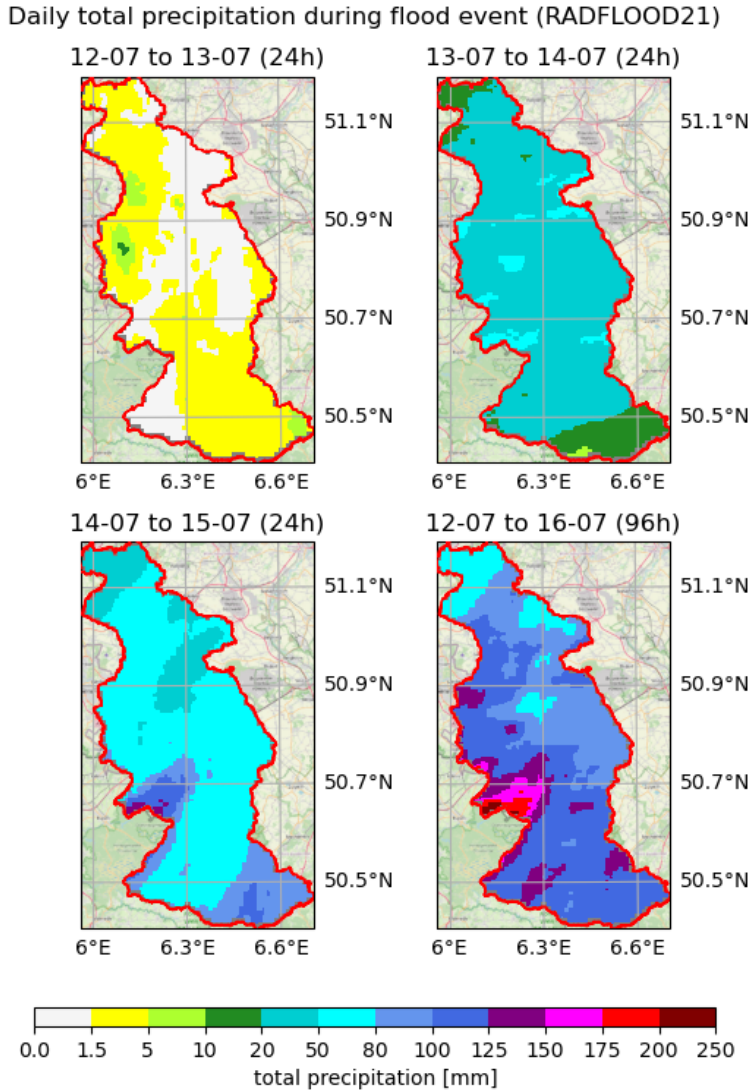 Daily total precipitation during flood event (RADFLOOD21)
12-07 to 13-07 (24h)
13-07 to 14-07 (24h)
51.1°N
50.9°N
50.7°N
50.5°N
6°E
6.3°E
6.6°E
51.1°N
50.9°N
50.7°N
50.5°N
6°E
6.3°E
6.6°E
14-07 to 15-07 (24h)
12-07 to 16-07 (96h)
51.1°N
50.9°N
50.7°N
50.5°N
6°E
6.3°E
6.6°E
51.1°N
50.9°N
50.7°N
50.5°N
6°E
6.3°E
6.6°E
0.0 1.5 5 10 20 50 80 100 125 150 175 200 250
total precipitation [mm]